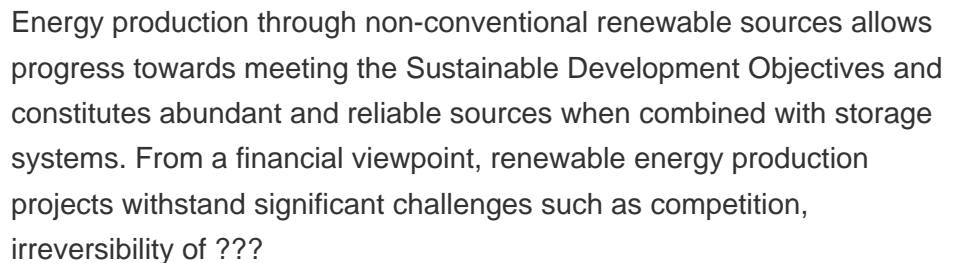 Energy production through non-conventional renewable sources allows
progress towards meeting the Sustainable Development Objectives and
constitutes abundant and reliable sources when combined with storage
systems. From a financial viewpoint, renewable energy production
projects withstand significant challenges such as competition,
irreversibility of ???